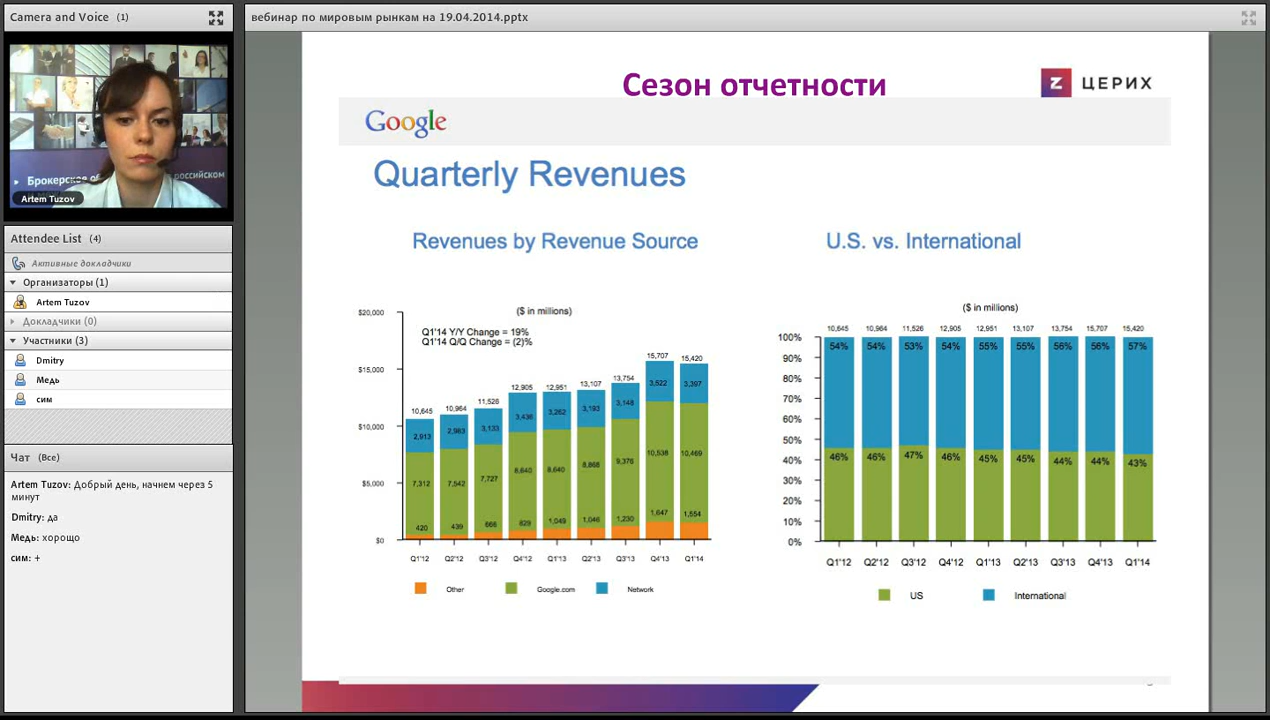 Camera and Voice (1)
вебинар по мировым рынкам на 19.04.2014.pptx
Брокерское об
российском
Artem Tuzov
Attendee List (4)
Активные докладчики
Организаторы (1)
Artem Tuzov
Докладчики (0)
Участники (3)
Dmitry
Медь
сим
Чат (Все)
Artem Tuzov: Добрый день, начнем через 5
минут
Dmitry: да
Медь: хорошо
сим: +
Сезон отчетности
Z ЦЕРИХ
Google
Quarterly Revenues
Revenues by Revenue Source
($ in millions)
Q1'14 Y/Y Change = 19%
Q1'14 Q/Q Change = (2)%
$20,000
$15,000
$10,000
$5,000
$0
10,645 10,964 11,526 12,905 12,951 13,107 13,754 15,707 15,420
2,913 2,983 3,133 3,436 3,262 3,193 3,148 3,522 3,397
7,312 7,542 7,727 8,640 8,640 8,868 9,376 10,538 10,469
420 439 666 829 1,049 1,046 1,230 1,647 1,554
Q1'12 Q2'12 Q3'12 Q4'12 Q1'13 Q2'13 Q3'13 Q4'13 Q1'14
Other Google.com Network
U.S. vs. International
($ in millions)
10,645 10,964 11,526 12,905 12,951 13,107 13,754 15,707 15,420
100%
90%
80%
70%
60%
50%
40%
30%
20%
10%
0%
54% 54% 53% 54% 55% 55% 56% 56% 57%
46% 46% 47% 46% 45% 45% 44% 44% 43%
Q1'12 Q2'12 Q3'12 Q4'12 Q1'13 Q2'13 Q3'13 Q4'13 Q1'14
US International